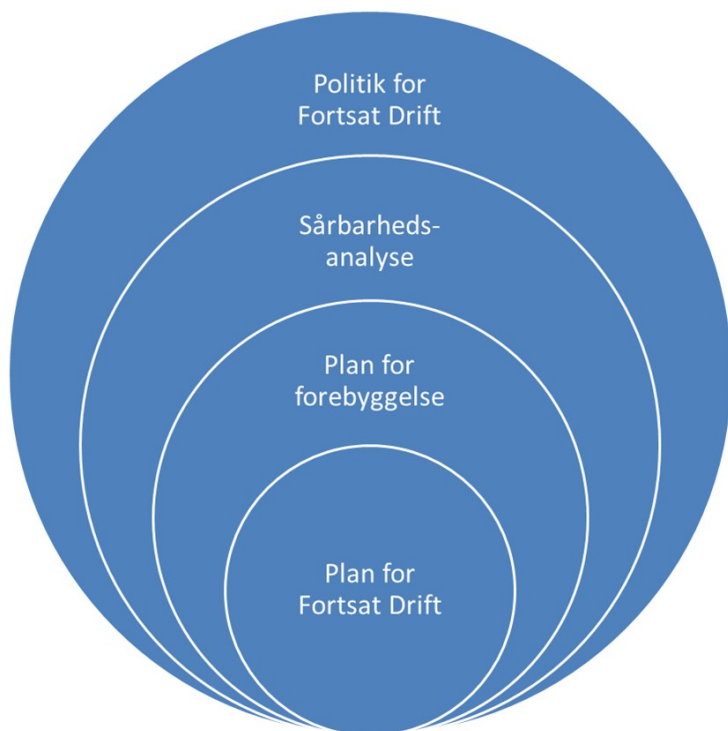 Politik for
Fortsat Drift
Sårbarheds-
analyse
Plan for
forebyggelse
Plan for
Fortsat Drift